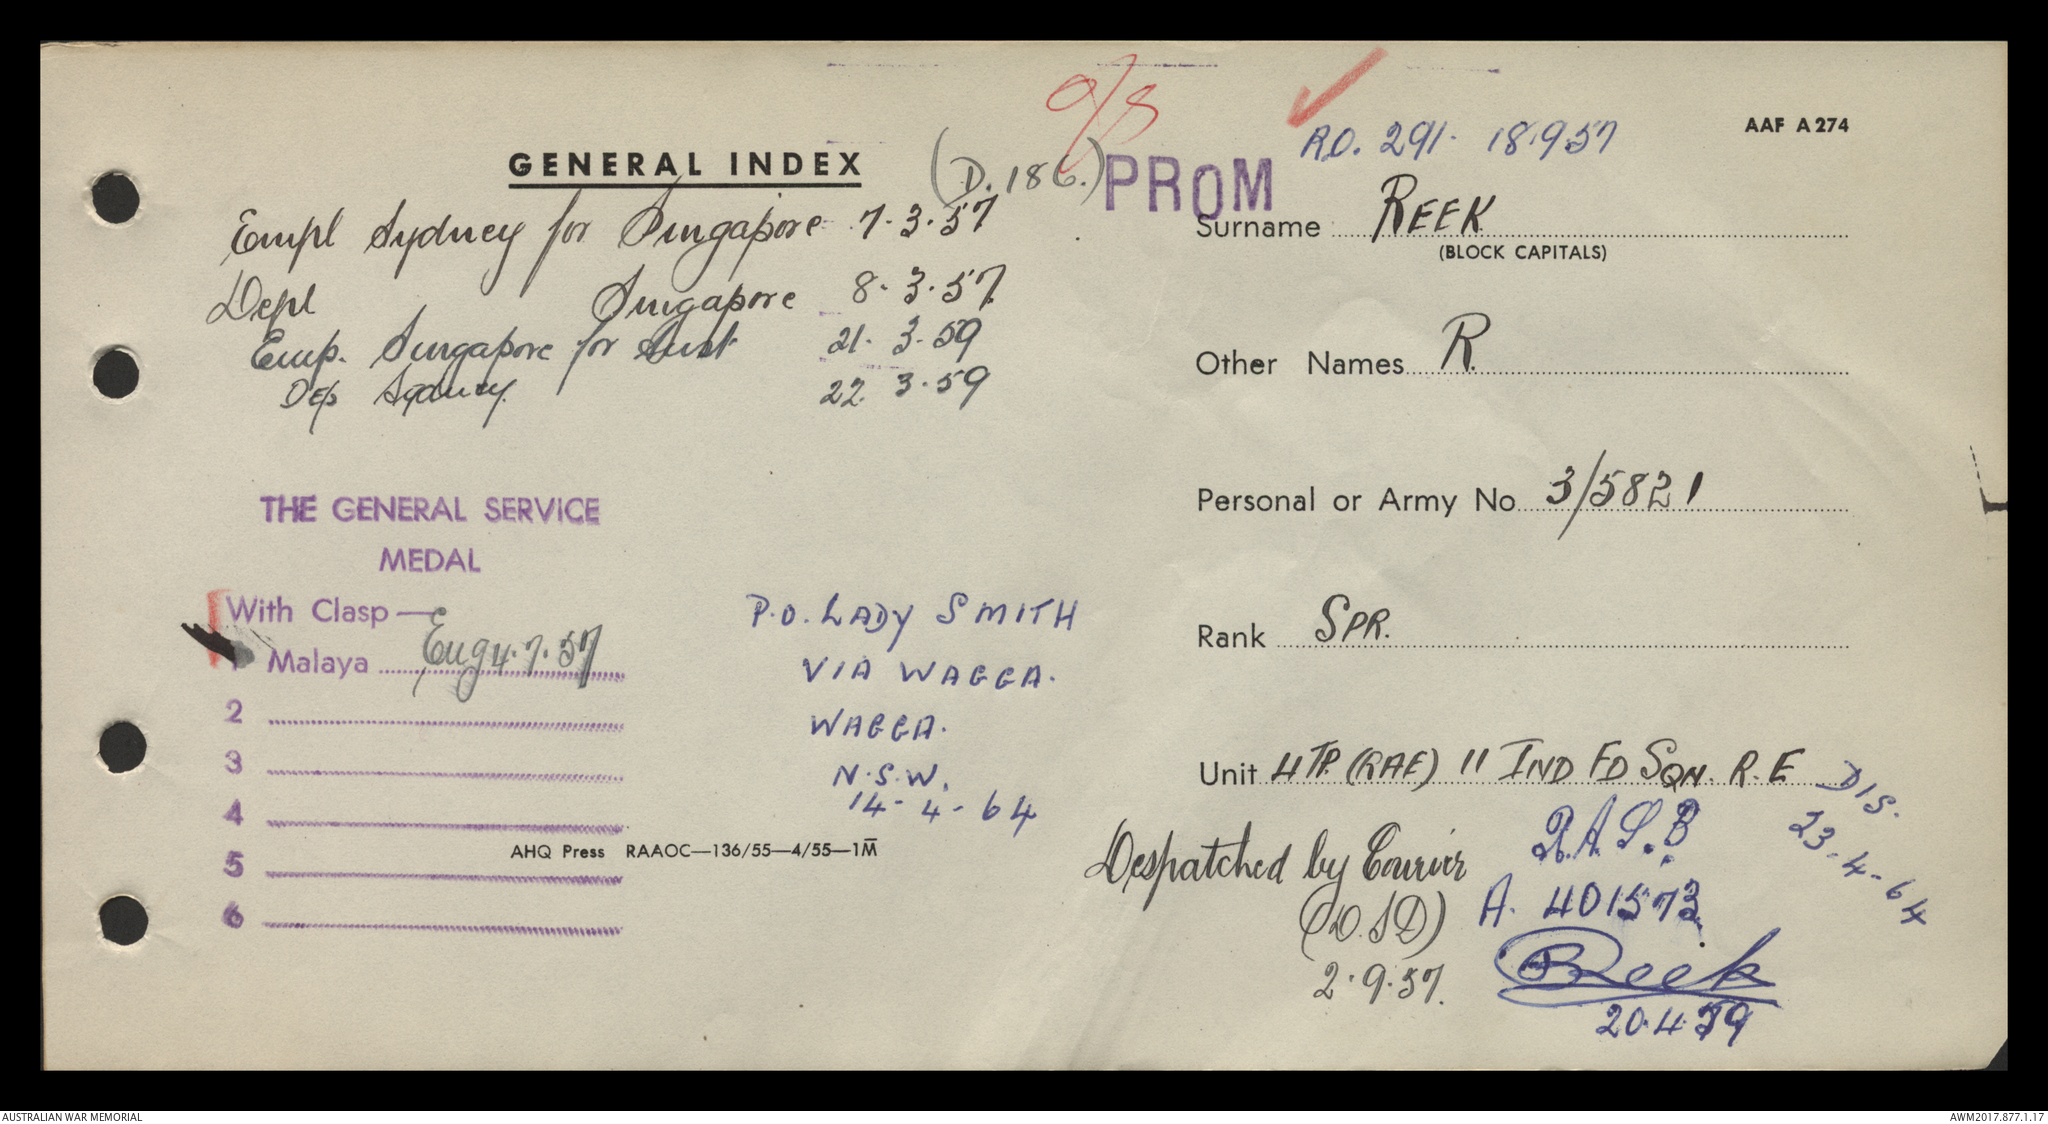 AAF A 274
O/S
R.O. 291. 18.9.57
GENERAL INDEX
(D. 186.)
PROM
Empl Sydney for Singapore 7.3.57
Depl Singapore 8.3.57
Emp. Singapore for Aust 21.3.59
Dep Sydney. 22.3.59
THE GENERAL SERVICE
MEDAL
With Clasp —
1 Malaya Eng 4.7.57
2
3
4
5
6
P.O. LADY SMITH
VIA WAGGA.
WAGGA.
N.S.W.
14-4-64
AHQ Press RAAOC—136/55—4/55—1M
Surname REEK
(BLOCK CAPITALS)
Other Names R.
Personal or Army No 3/5821
Rank SPR.
Unit 4 TP. (RAE) 11 IND FD SQN. R.E
DIS.
23-4-64
Despatched by Courier
(D.SD)
2.9.57.
R.A.S.B.
A. 401573
Reek
20.4.59
AUSTRALIAN WAR MEMORIAL
AWM2017.877.1.17